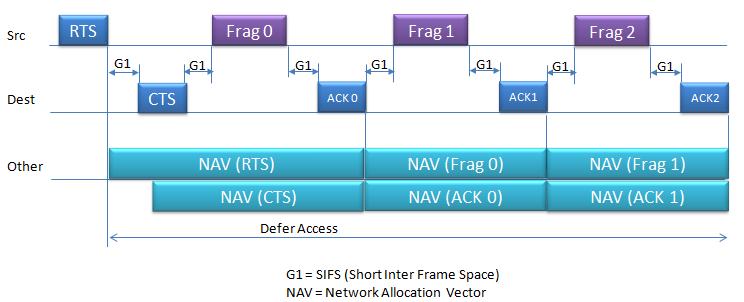 Src
RTS
Frag 0
Frag 1
Frag 2
G1
G1
G1
G1
G1
G1
G1
Dest
CTS
ACK 0
ACK1
ACK2
Other
NAV (RTS)
NAV (Frag 0)
NAV (Frag 1)
NAV (CTS)
NAV (ACK 0)
NAV (ACK 1)
Defer Access
G1 = SIFS (Short Inter Frame Space)
NAV = Network Allocation Vector